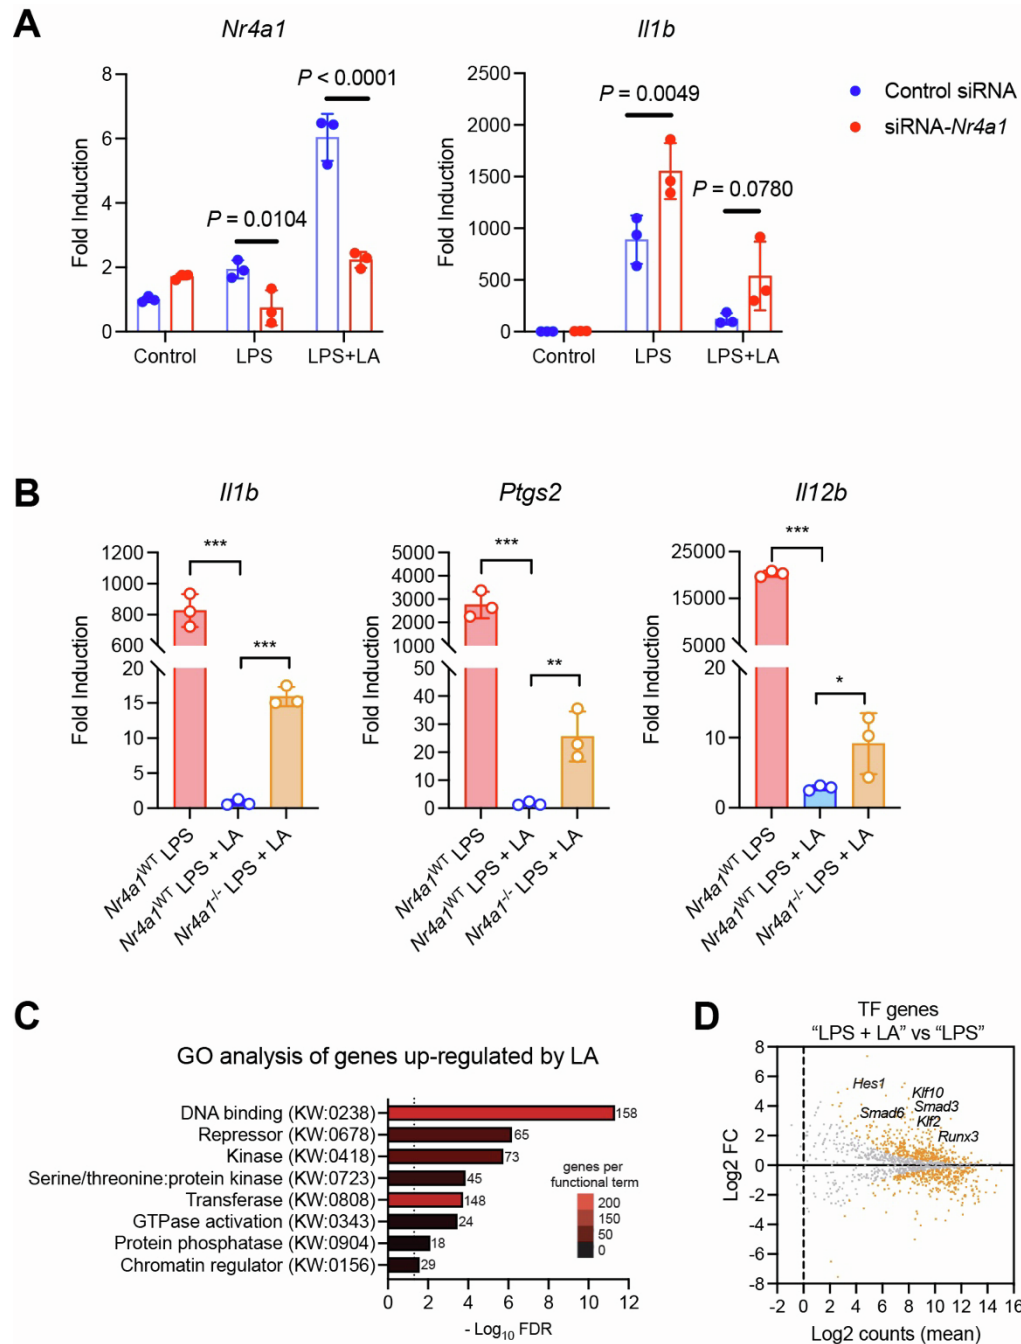 A
Nr4a1
Il1b
Control siRNA
siRNA-Nr4a1
Fold Induction
8
6
4
2
0
P = 0.0104
P < 0.0001
Control
LPS
LPS+LA
Fold Induction
2500
2000
1500
1000
500
0
P = 0.0049
P = 0.0780
Control
LPS
LPS+LA
B
Il1b
Ptgs2
Il12b
Fold Induction
1200
1000
800
600
20
15
10
5
0
***
***
Nr4a1WT LPS
Nr4a1WT LPS + LA
Nr4a1-/- LPS + LA
Fold Induction
5000
4000
3000
2000
1000
50
40
30
20
10
0
***
**
Nr4a1WT LPS
Nr4a1WT LPS + LA
Nr4a1-/- LPS + LA
Fold Induction
25000
15000
5000
20
10
0
***
*
Nr4a1WT LPS
Nr4a1WT LPS + LA
Nr4a1-/- LPS + LA
C
GO analysis of genes up-regulated by LA
DNA binding (KW:0238) 158
Repressor (KW:0678) 65
Kinase (KW:0418) 73
Serine/threonine:protein kinase (KW:0723) 45
Transferase (KW:0808) 148
GTPase activation (KW:0343) 24
Protein phosphatase (KW:0904) 18
Chromatin regulator (KW:0156) 29
genes per
functional term
200
150
50
0
0 2 4 6 8 10 12
- Log10 FDR
D
TF genes
"LPS + LA" vs "LPS"
Log2 FC
8
6
4
2
0
-2
-4
-6
-8
Hes1
Klf10
Smad6
Smad3
Klf2
Runx3
-2 0 2 4 6 8 10 12 14 16
Log2 counts (mean)